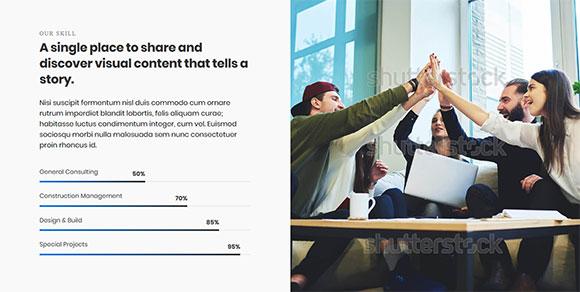 OUR SKILL
A single place to share and
discover visual content that tells a
story.
Nisi suscipit fermentum nisl duis commodo cum ornare
rutrum imperdiet blandit lobortis, felis aliquam curae;
habitasse luctus condimentum integer, cum vel. Euismod
sociosqu morbi nulla malesuada sem nunc consectetuer
proin rhoncus id.
General Consulting
50%
Construction Management
70%
Design & Build
85%
Special Projects
95%
shutterstock
shutterstock
shutterstock